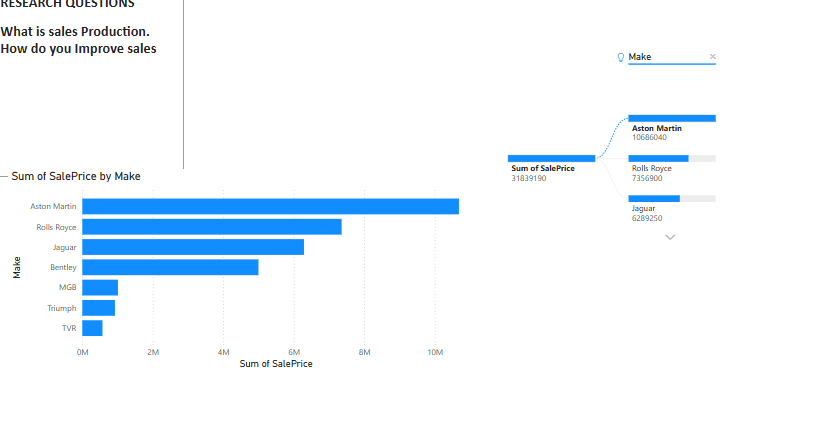 RESEARCH QUESTIONS
What is sales Production.
How do you Improve sales
Make
Aston Martin
10686040
Sum of SalePrice
31839190
Rolls Royce
7356900
Jaguar
6289250
Sum of SalePrice by Make
Make
Aston Martin
Rolls Royce
Jaguar
Bentley
MGB
Triumph
TVR
0M 2M 4M 6M 8M 10M
Sum of SalePrice